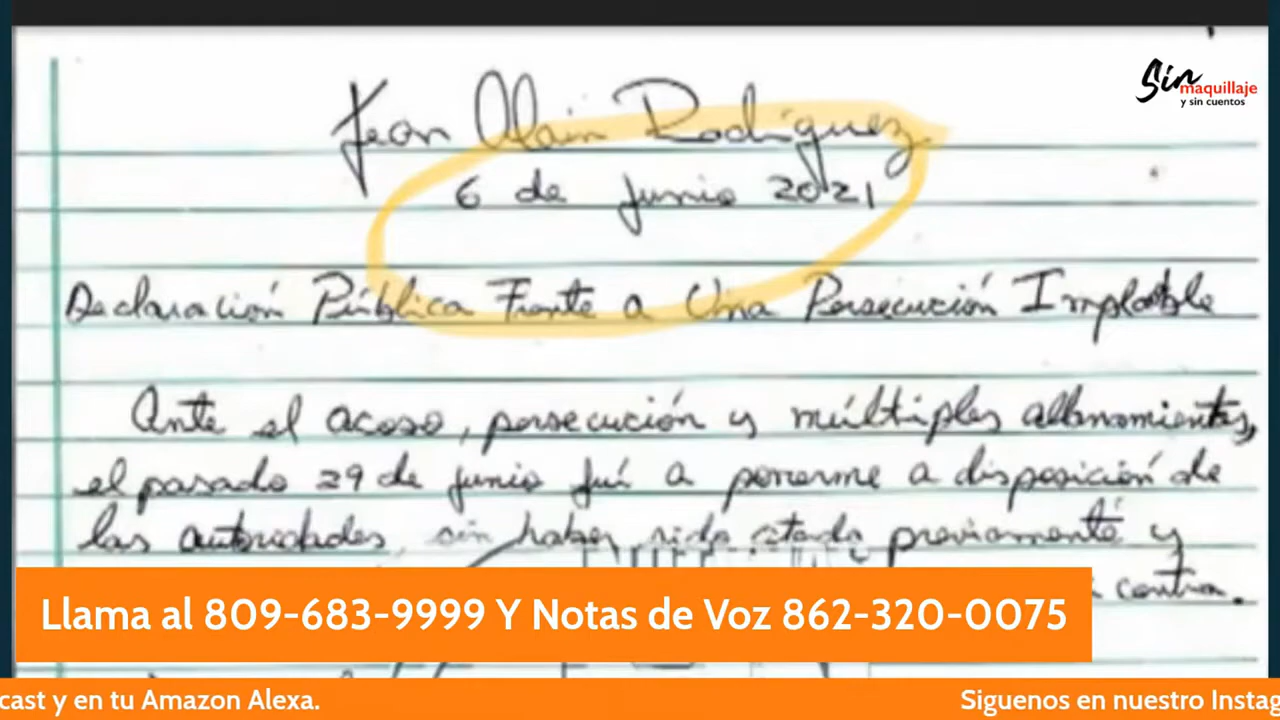 Sin
maquillaje
y sin cuentos
Jean Alain Rodríguez
6 de junio 2021
Declaración Pública Frente a Una Persecución Implacable
Ante el acoso, persecución y múltiples allanamientos,
el pasado 29 de junio fuí a ponerme a disposición de
las autoridades, sin haber sido citado previamente y
contra.
Llama al 809-683-9999 Y Notas de Voz 862-320-0075
cast y en tu Amazon Alexa.
Siguenos en nuestro Instag